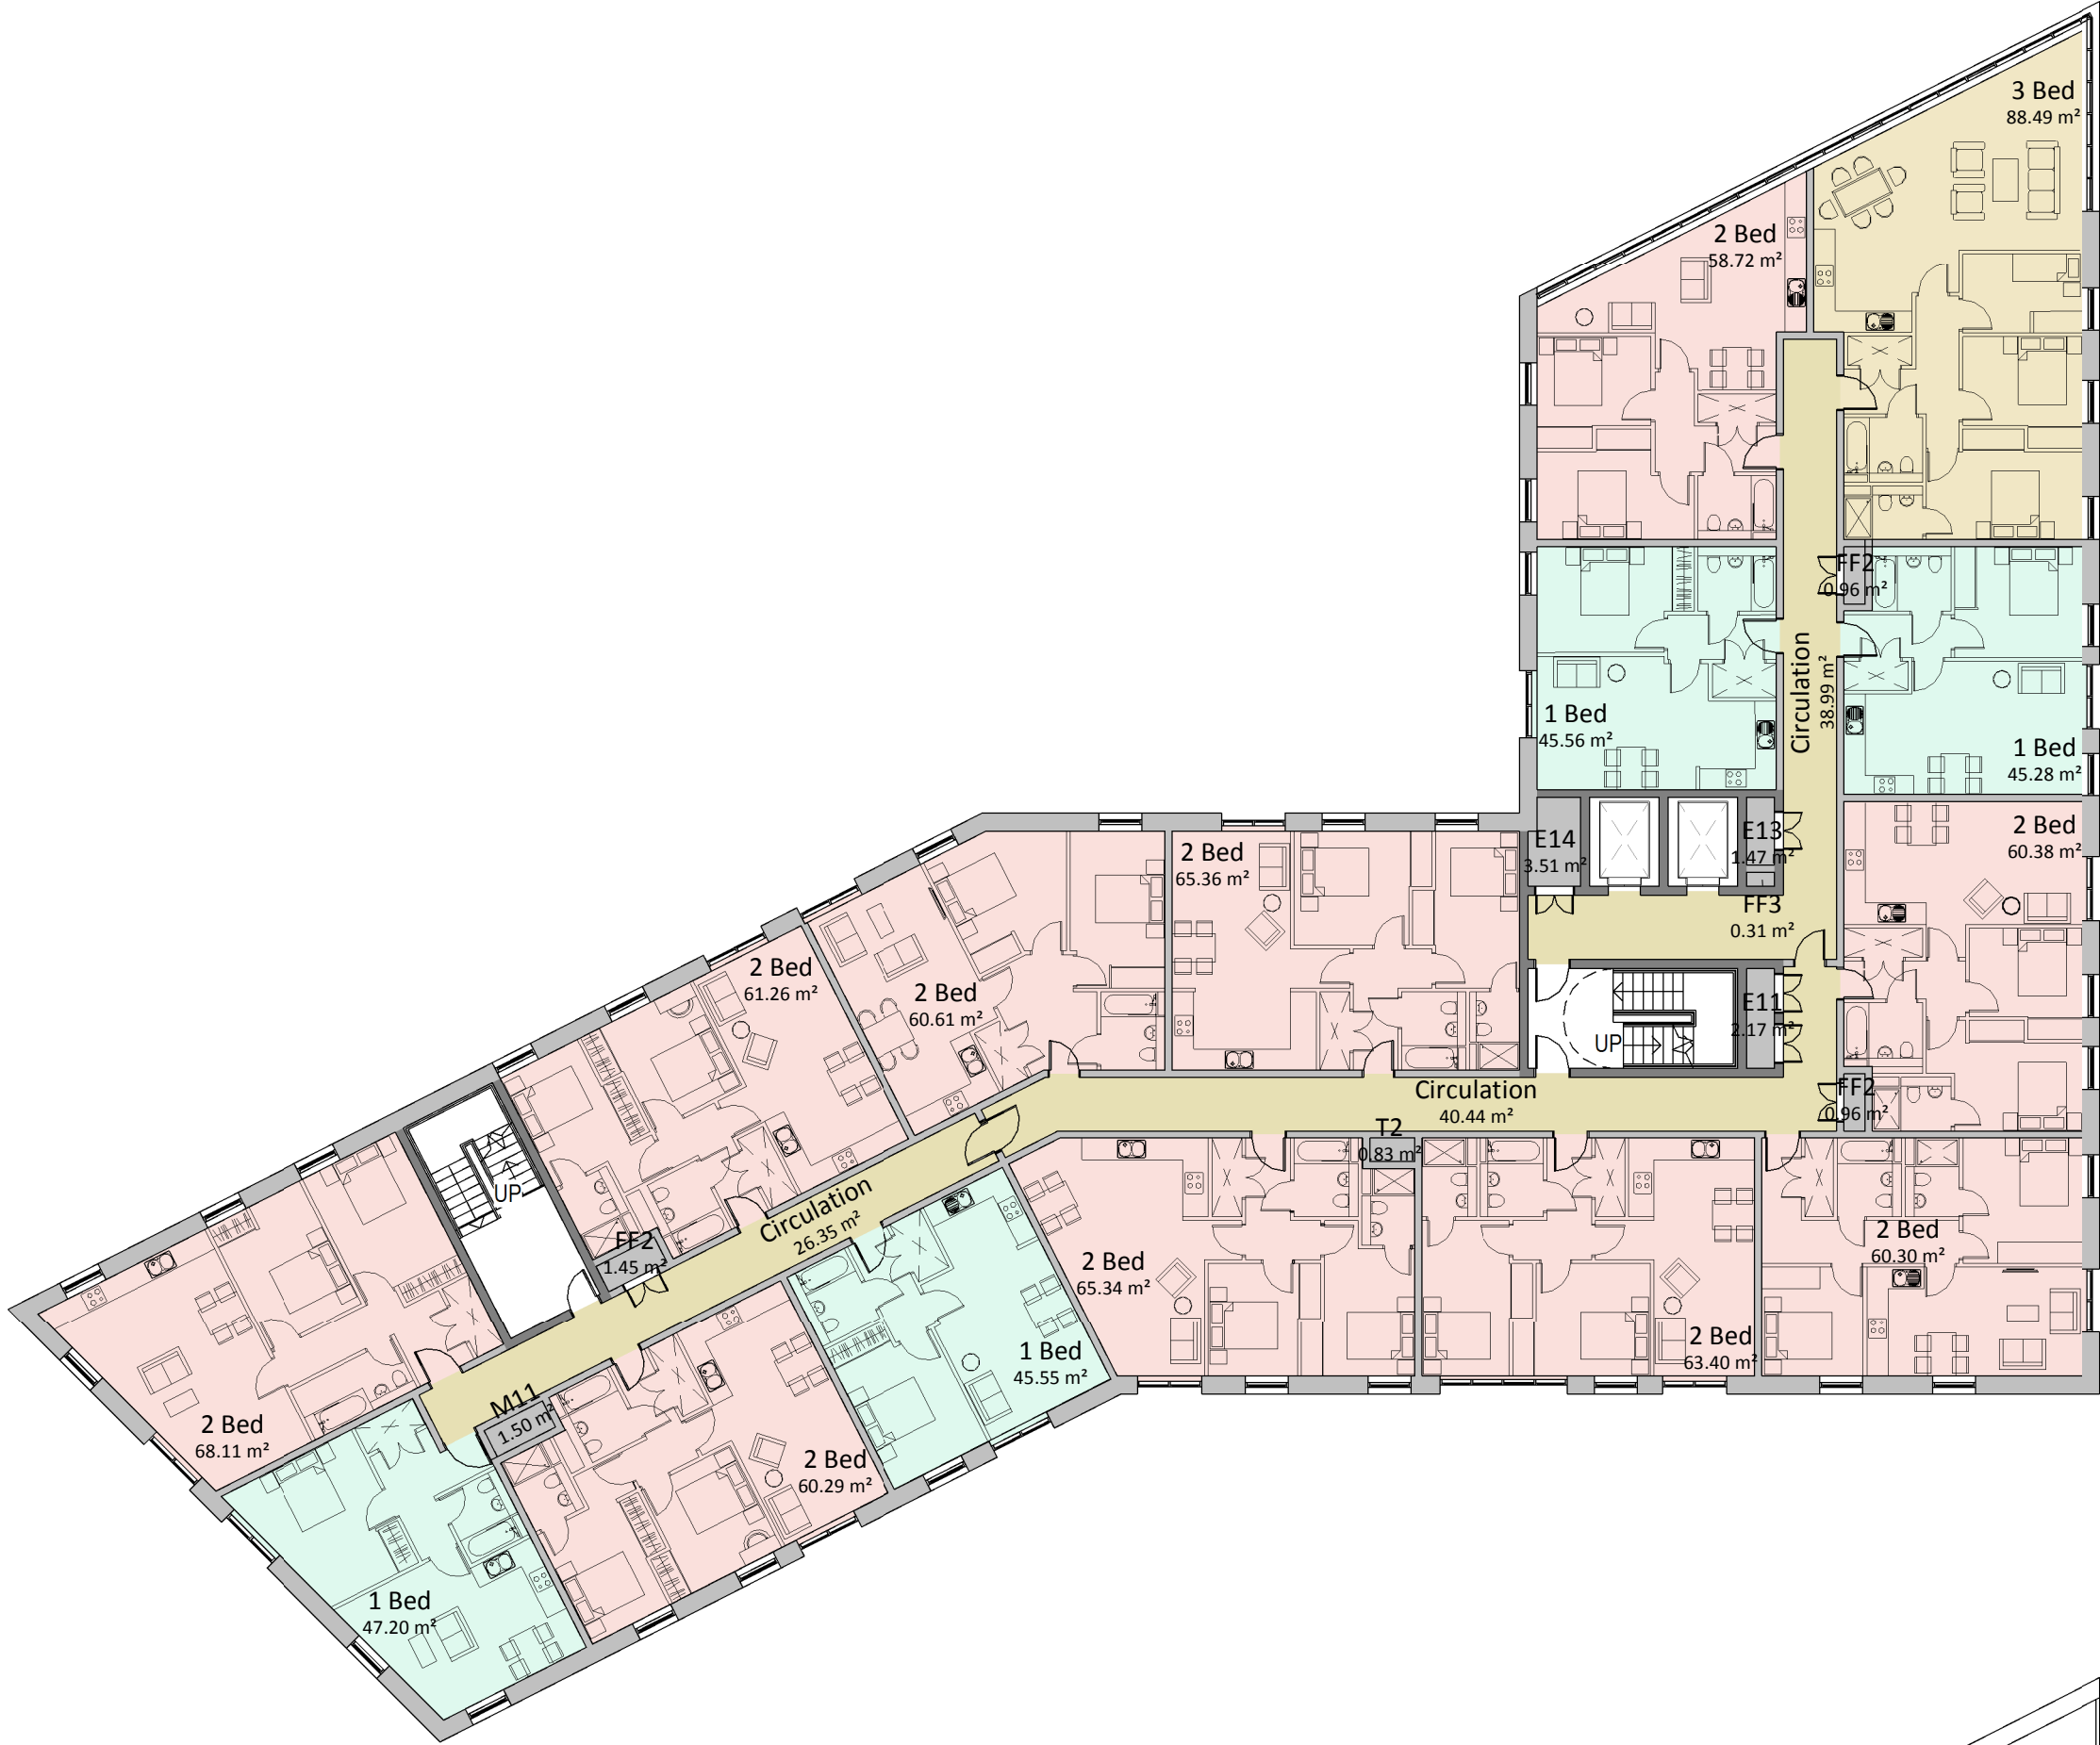 3 Bed
88.49 m²
2 Bed
58.72 m²
FF2
0.96 m²
Circulation
38.99 m²
1 Bed
45.56 m²
1 Bed
45.28 m²
E14
3.51 m²
E13
1.47 m²
2 Bed
60.38 m²
2 Bed
65.36 m²
FF3
0.31 m²
2 Bed
61.26 m²
2 Bed
60.61 m²
E11
2.17 m²
UP
Circulation
40.44 m²
FF2
0.96 m²
T2
0.83 m²
UP
Circulation
26.35 m²
FF2
1.45 m²
2 Bed
65.34 m²
2 Bed
60.30 m²
1 Bed
45.55 m²
2 Bed
63.40 m²
M11
1.50 m²
2 Bed
68.11 m²
2 Bed
60.29 m²
1 Bed
47.20 m²